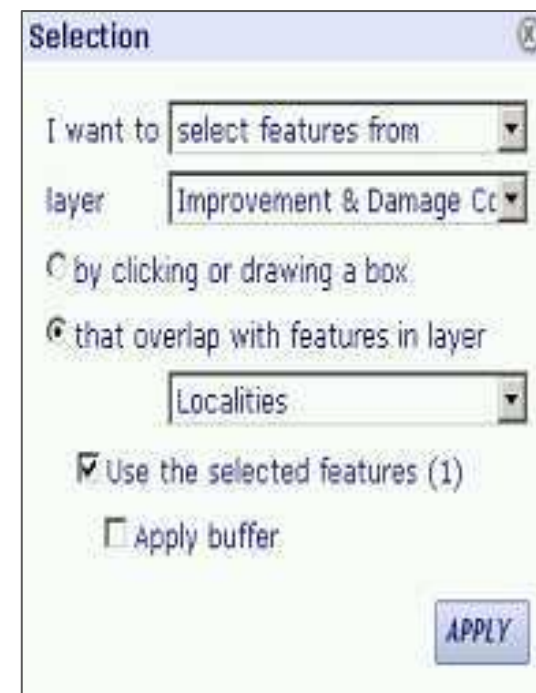 Selection
I want to select features from
layer Improvement & Damage Cc
by clicking or drawing a box
that overlap with features in layer
Localities
Use the selected features (1)
Apply buffer
APPLY